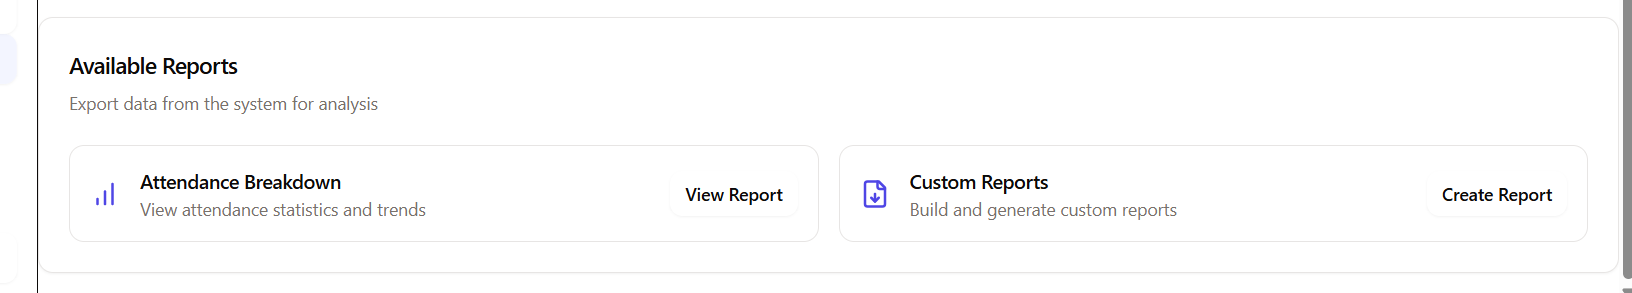 Available Reports
Export data from the system for analysis
Attendance Breakdown
View attendance statistics and trends
View Report
Custom Reports
Build and generate custom reports
Create Report